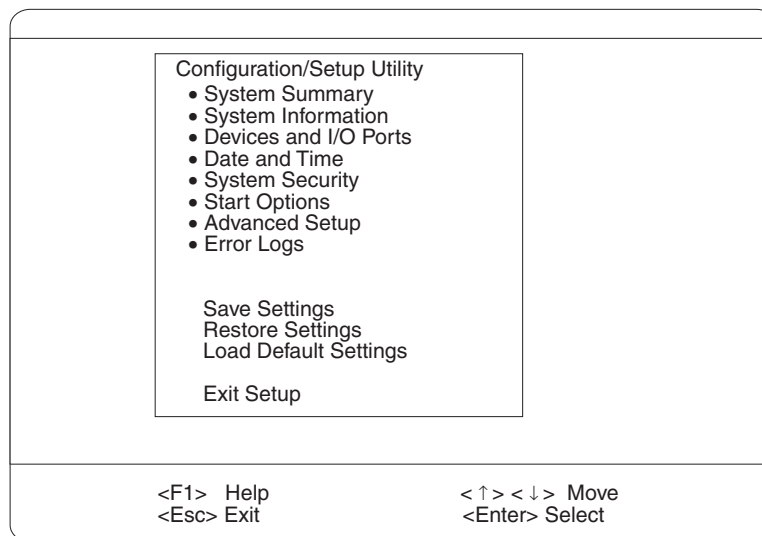 Configuration/Setup Utility
• System Summary
• System Information
• Devices and I/O Ports
• Date and Time
• System Security
• Start Options
• Advanced Setup
• Error Logs
Save Settings
Restore Settings
Load Default Settings
Exit Setup
<F1> Help < ↑ > < ↓ > Move
<Esc> Exit <Enter> Select